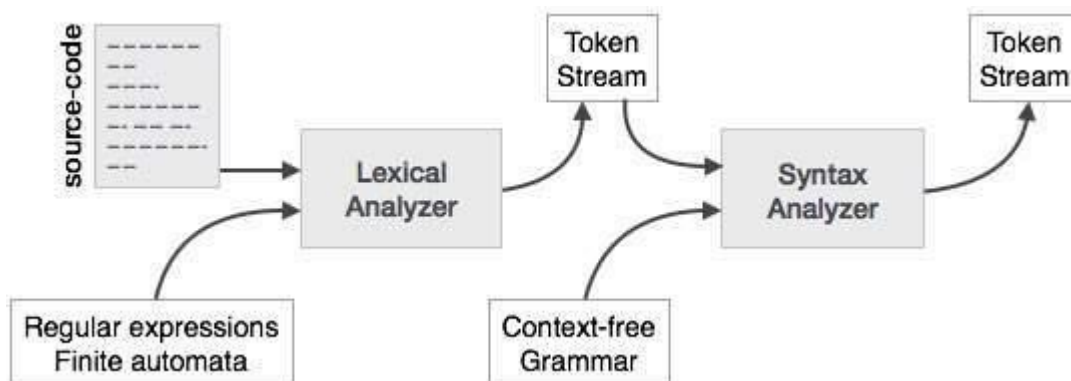 source-code
Token
Stream
Token
Stream
Lexical
Analyzer
Syntax
Analyzer
Regular expressions
Finite automata
Context-free
Grammar